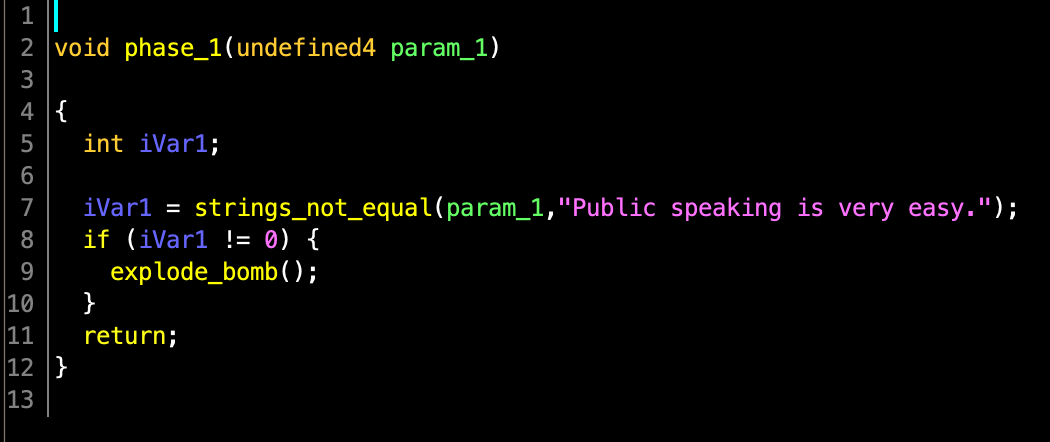 1
2 void phase_1(undefined4 param_1)
3
4 {
5   int iVar1;
6
7   iVar1 = strings_not_equal(param_1,"Public speaking is very easy.");
8   if (iVar1 != 0) {
9     explode_bomb();
10   }
11   return;
12 }
13